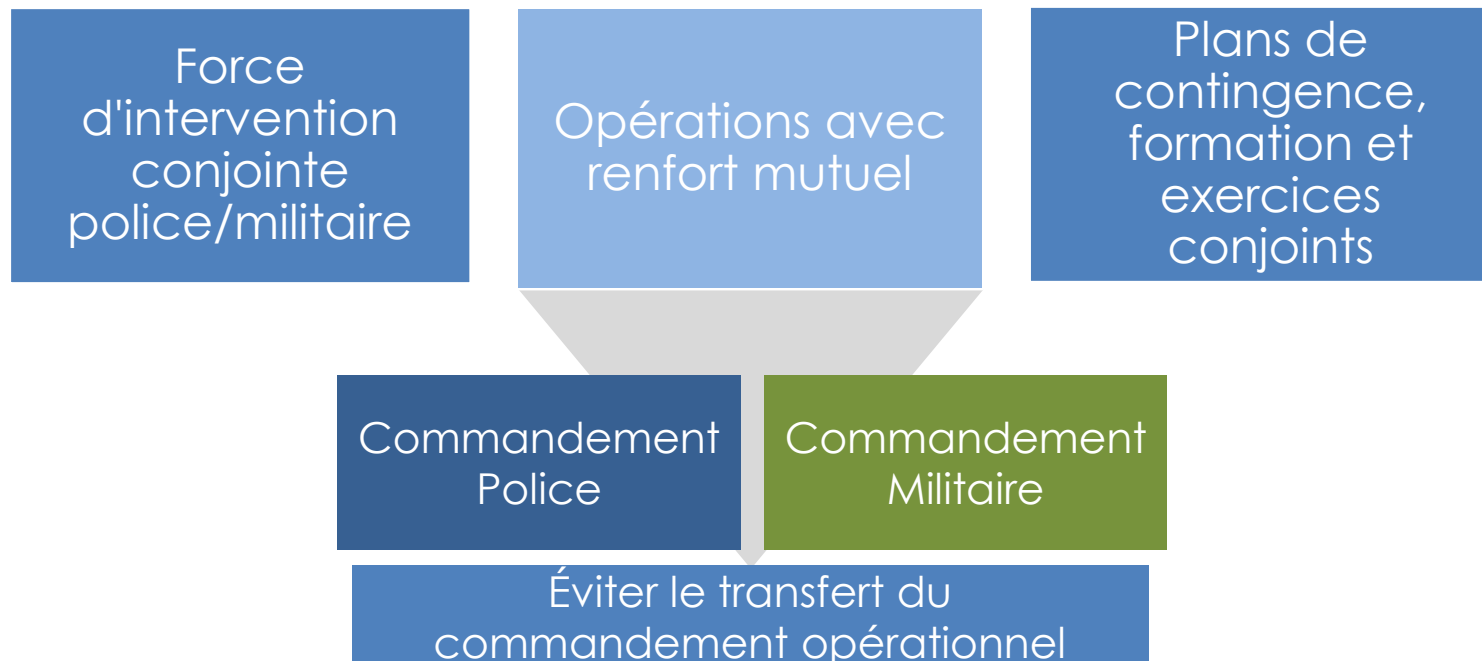 Force
d'intervention
conjointe
police/militaire
Opérations avec
renfort mutuel
Plans de
contingence,
formation et
exercices
conjoints
Commandement
Police
Commandement
Militaire
Éviter le transfert du
commandement opérationnel